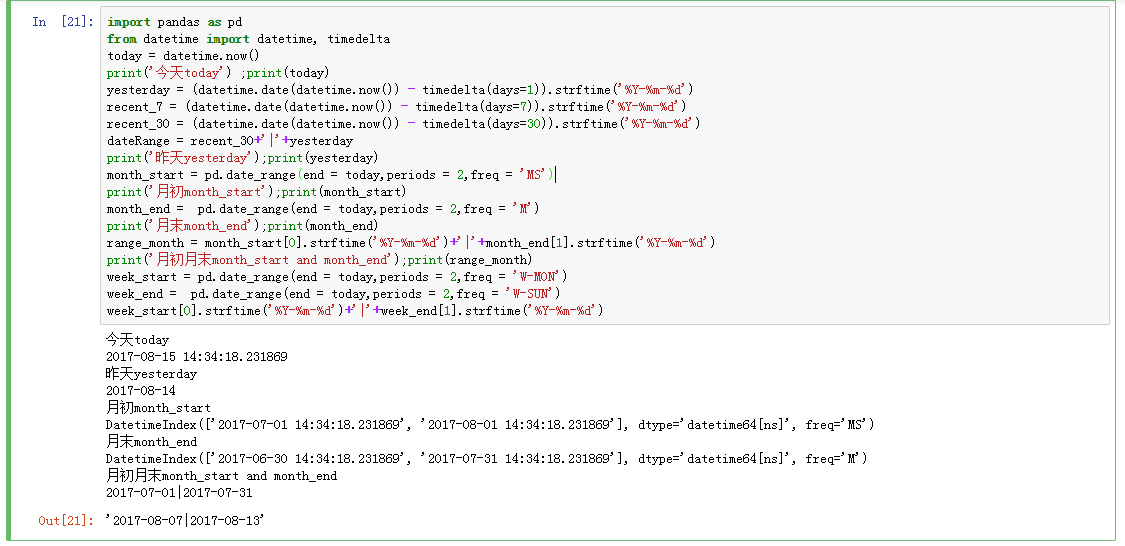 In [21]: import pandas as pd
from datetime import datetime, timedelta
today = datetime.now()
print('今天today') ;print(today)
yesterday = (datetime.date(datetime.now()) - timedelta(days=1)).strftime('%Y-%m-%d')
recent_7 = (datetime.date(datetime.now()) - timedelta(days=7)).strftime('%Y-%m-%d')
recent_30 = (datetime.date(datetime.now()) - timedelta(days=30)).strftime('%Y-%m-%d')
dateRange = recent_30+'|'+yesterday
print('昨天yesterday');print(yesterday)
month_start = pd.date_range(end = today,periods = 2,freq = 'MS')
print('月初month_start');print(month_start)
month_end =  pd.date_range(end = today,periods = 2,freq = 'M')
print('月末month_end');print(month_end)
range_month = month_start[0].strftime('%Y-%m-%d')+'|'+month_end[1].strftime('%Y-%m-%d')
print('月初月末month_start and month_end');print(range_month)
week_start = pd.date_range(end = today,periods = 2,freq = 'W-MON')
week_end =  pd.date_range(end = today,periods = 2,freq = 'W-SUN')
week_start[0].strftime('%Y-%m-%d')+'|'+week_end[1].strftime('%Y-%m-%d')
今天today
2017-08-15 14:34:18.231869
昨天yesterday
2017-08-14
月初month_start
DatetimeIndex(['2017-07-01 14:34:18.231869', '2017-08-01 14:34:18.231869'], dtype='datetime64[ns]', freq='MS')
月末month_end
DatetimeIndex(['2017-06-30 14:34:18.231869', '2017-07-31 14:34:18.231869'], dtype='datetime64[ns]', freq='M')
月初月末month_start and month_end
2017-07-01|2017-07-31
Out[21]: '2017-08-07|2017-08-13'